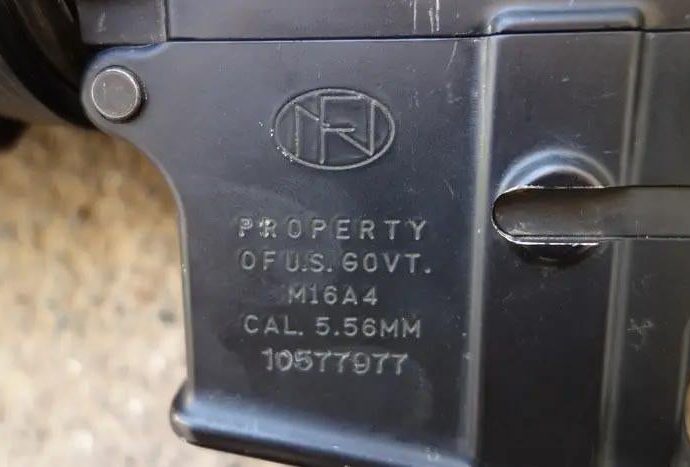 FN
PROPERTY
OF U.S. GOVT.
M16A4
CAL. 5.56MM
10577977